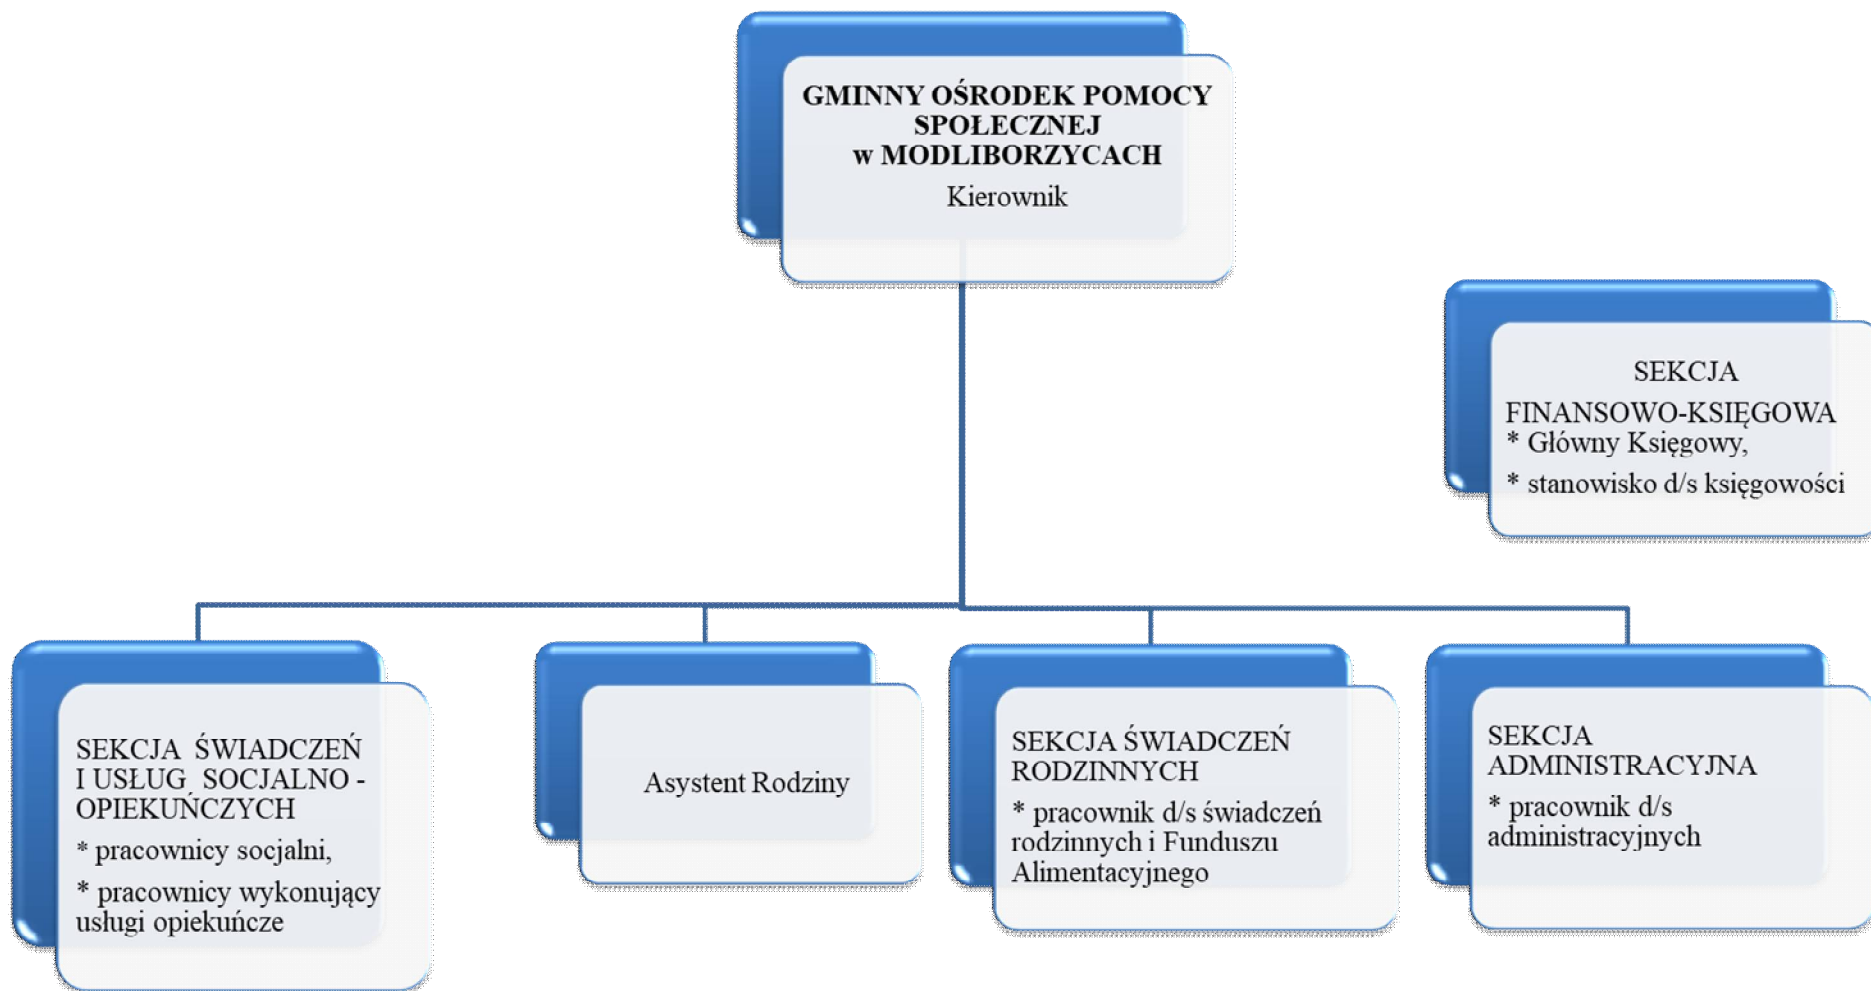 GMINNY OŚRODEK POMOCY
SPOŁECZNEJ
w MODLIBORZYCACH
Kierownik
SEKCJA
FINANSOWO-KSIĘGOWA
* Główny Księgowy,
* stanowisko d/s księgowości
SEKCJA ŚWIADCZEŃ
I USŁUG SOCJALNO -
OPIEKUŃCZYCH
* pracownicy socjalni,
* pracownicy wykonujący
usługi opiekuńcze
Asystent Rodziny
SEKCJA ŚWIADCZEŃ
RODZINNYCH
* pracownik d/s świadczeń
rodzinnych i Funduszu
Alimentacyjnego
SEKCJA
ADMINISTRACYJNA
* pracownik d/s
administracyjnych